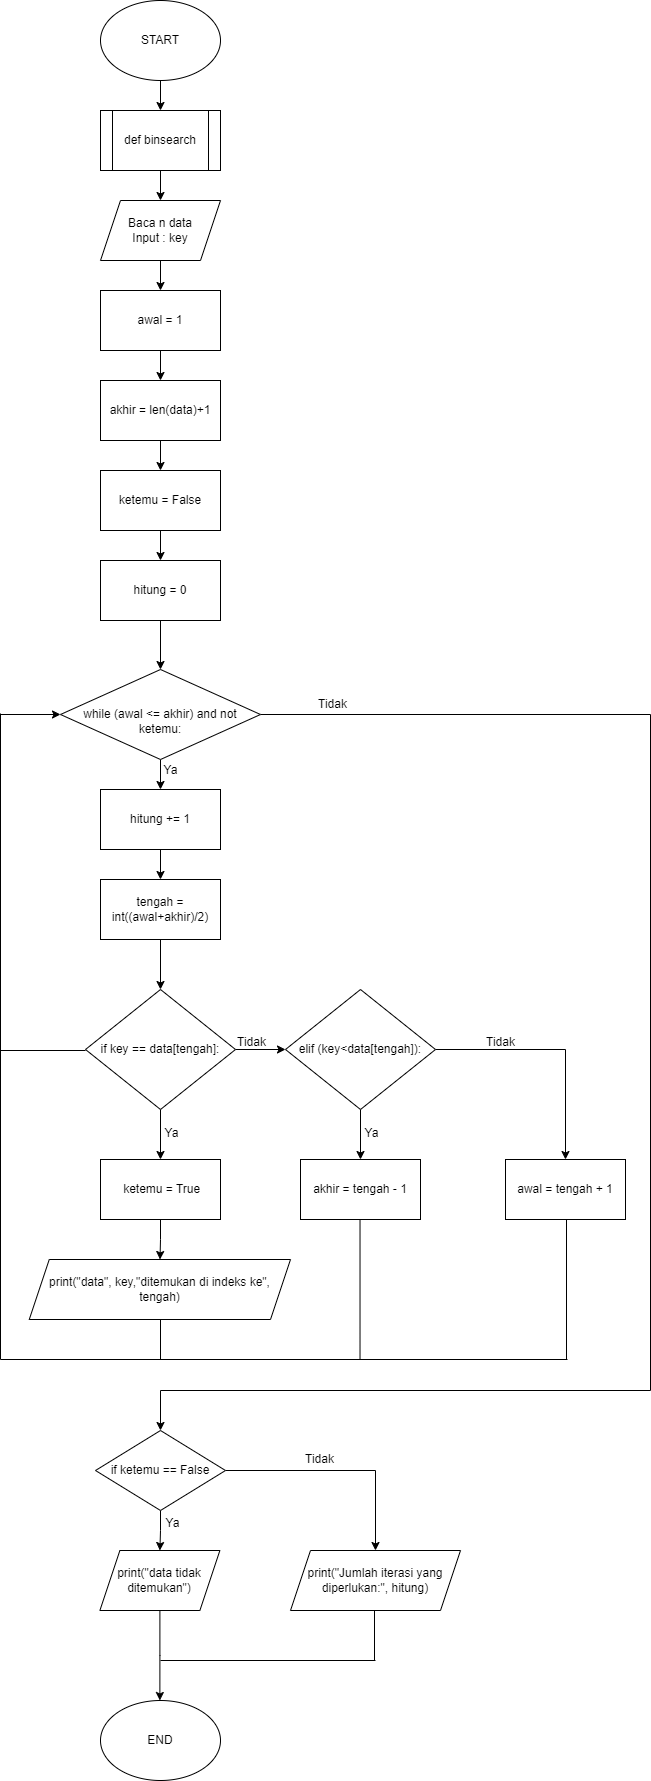 START
def binsearch
Baca n data
Input : key
awal = 1
akhir = len(data)+1
ketemu = False
hitung = 0
Tidak
while (awal <= akhir) and not
ketemu:
Ya
hitung += 1
tengah =
int((awal+akhir)/2)
if key == data[tengah]:
Tidak
elif (key<data[tengah]):
Tidak
Ya
Ya
ketemu = True
akhir = tengah - 1
awal = tengah + 1
print("data", key,"ditemukan di indeks ke",
tengah)
if ketemu == False
Tidak
Ya
print("data tidak
ditemukan")
print("Jumlah iterasi yang
diperlukan:", hitung)
END